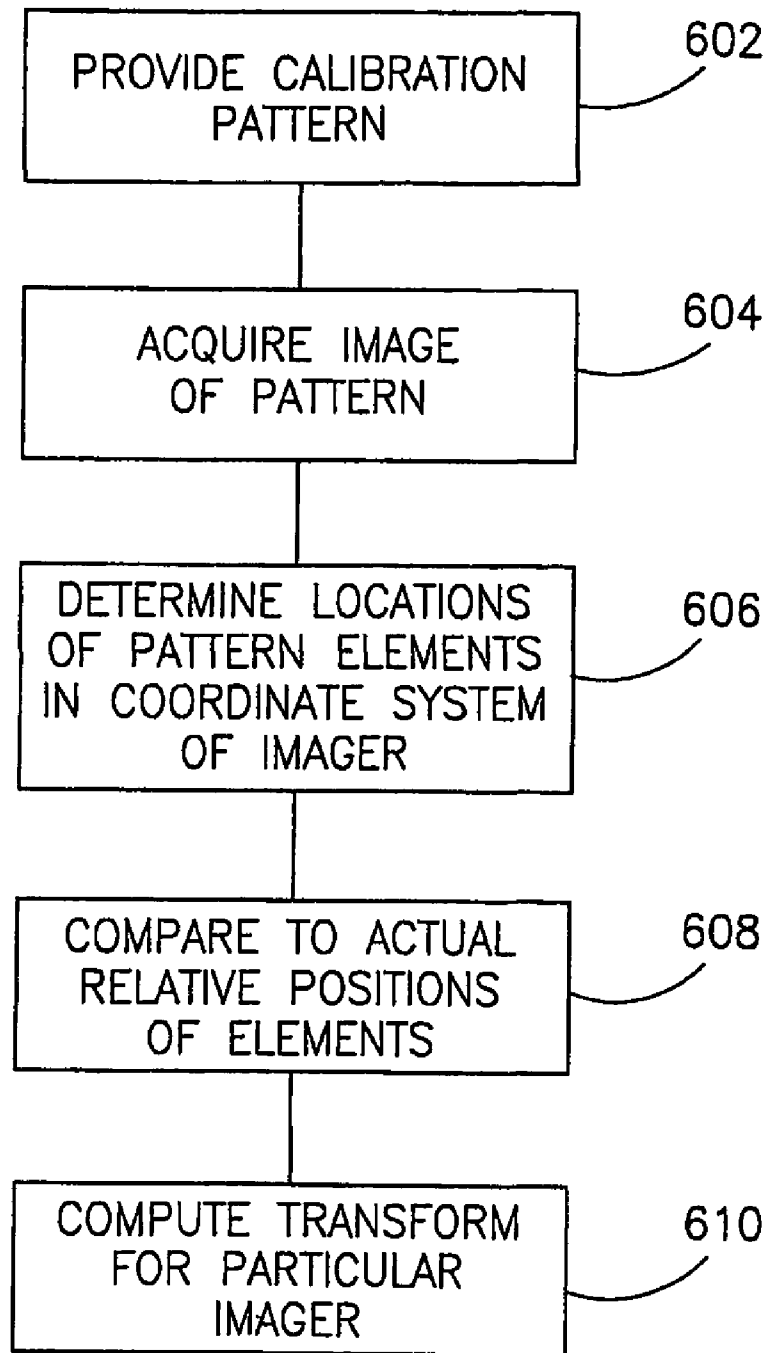 PROVIDE CALIBRATION
PATTERN
602
ACQUIRE IMAGE
OF PATTERN
604
DETERMINE LOCATIONS
OF PATTERN ELEMENTS
IN COORDINATE SYSTEM
OF IMAGER
606
COMPARE TO ACTUAL
RELATIVE POSITIONS
OF ELEMENTS
608
COMPUTE TRANSFORM
FOR PARTICULAR
IMAGER
610